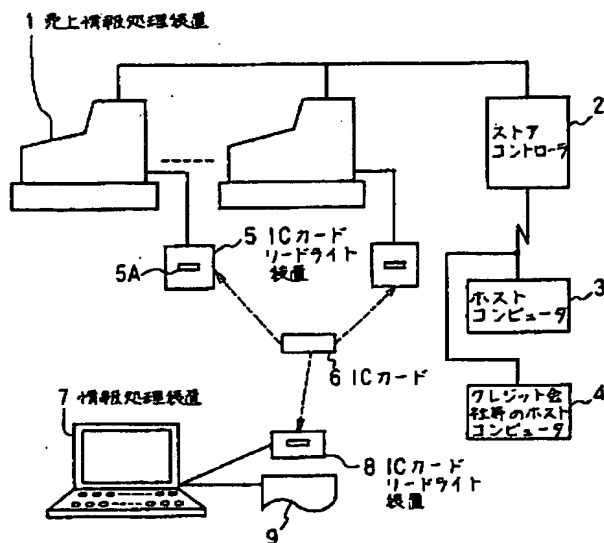 1 売上情報処理装置
2
ストア
コントローラ
5 ICカード
リードライト
装置
5A
3
ホスト
コンピュータ
6 ICカード
4
クレジット会
社等のホスト
コンピュータ
7 情報処理装置
8 ICカード
リードライト
装置
9